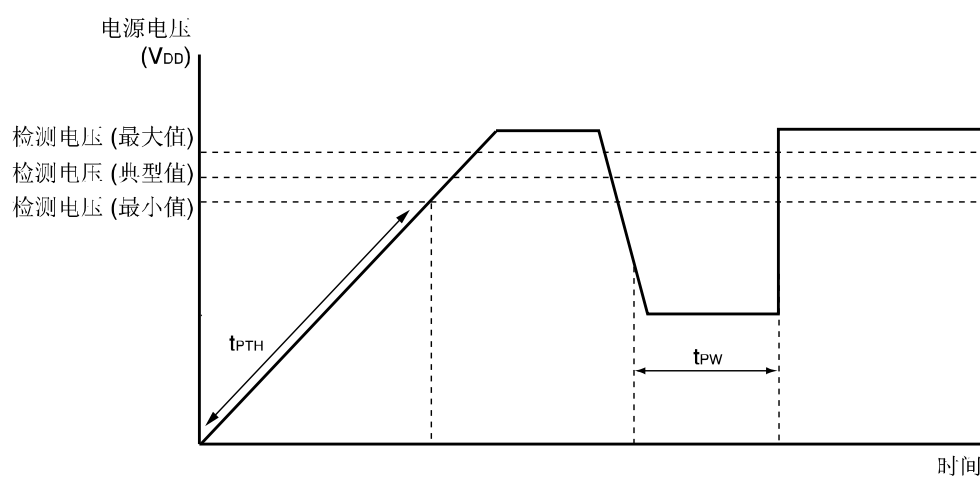 电源电压
(VDD)
检测电压 (最大值)
检测电压 (典型值)
检测电压 (最小值)
tPTH
tPW
时间